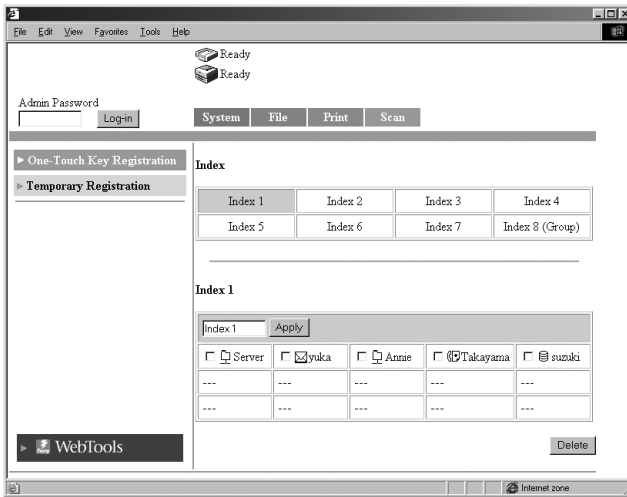 File Edit View Favorites Tools Help
Ready
Ready
Admin Password
Log-in
System File Print Scan
One-Touch Key Registration
Temporary Registration
Index
Index 1 Index 2 Index 3 Index 4
Index 5 Index 6 Index 7 Index 8 (Group)
Index 1
Index 1 Apply
Server yuka Annie Takayama suzuki
--- --- --- --- ---
--- --- --- --- ---
WebTools
Delete
Internet zone